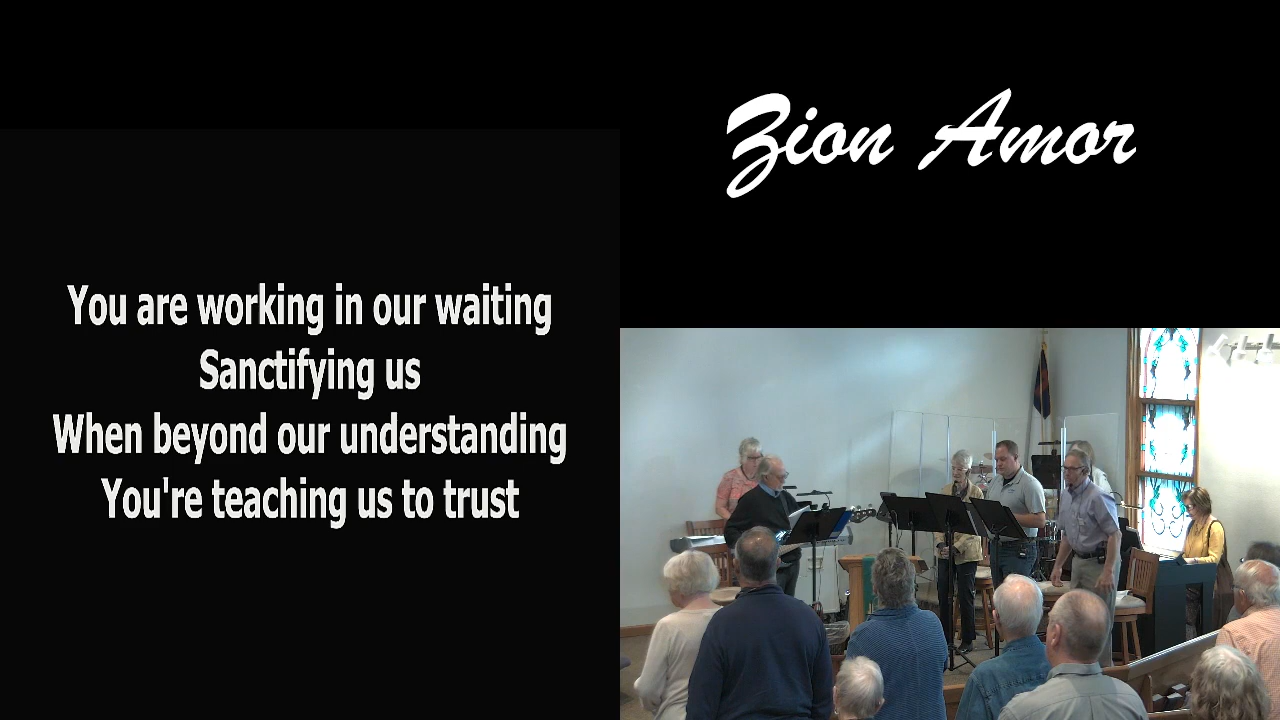 Zion Amor
You are working in our waiting
Sanctifying us
When beyond our understanding
You're teaching us to trust